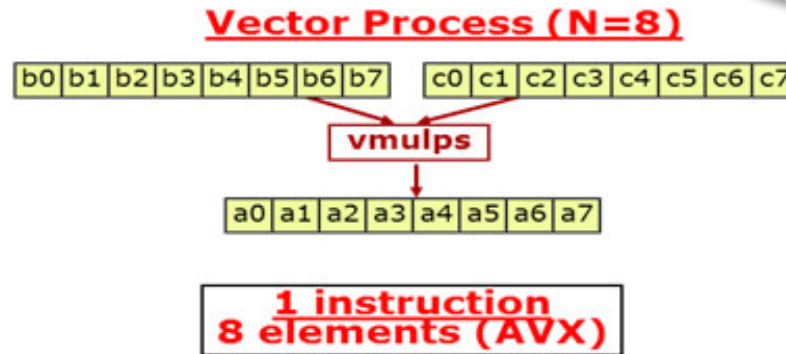 Vector Process (N=8)
b0 b1 b2 b3 b4 b5 b6 b7 c0 c1 c2 c3 c4 c5 c6 c7
vmulps
a0 a1 a2 a3 a4 a5 a6 a7
1 instruction
8 elements (AVX)